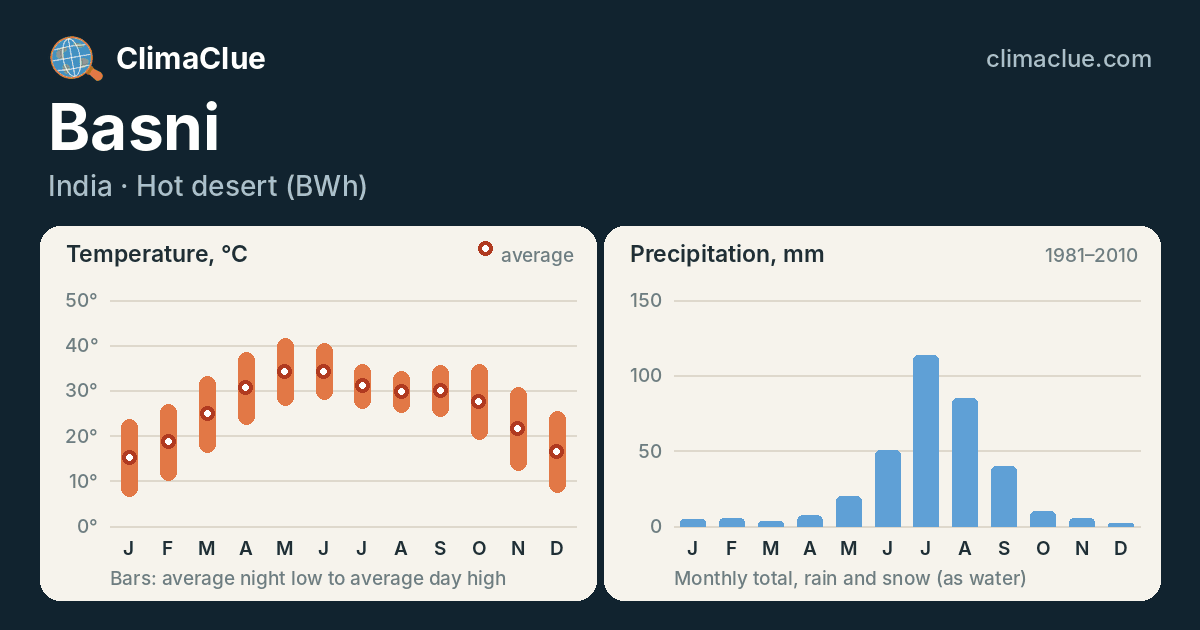 ClimaClue
climaclue.com
Basni
India · Hot desert (BWh)
Temperature, °C
average
50°
40°
30°
20°
10°
0°
J F M A M J J A S O N D
Bars: average night low to average day high
Precipitation, mm
1981–2010
150
100
50
0
J F M A M J J A S O N D
Monthly total, rain and snow (as water)